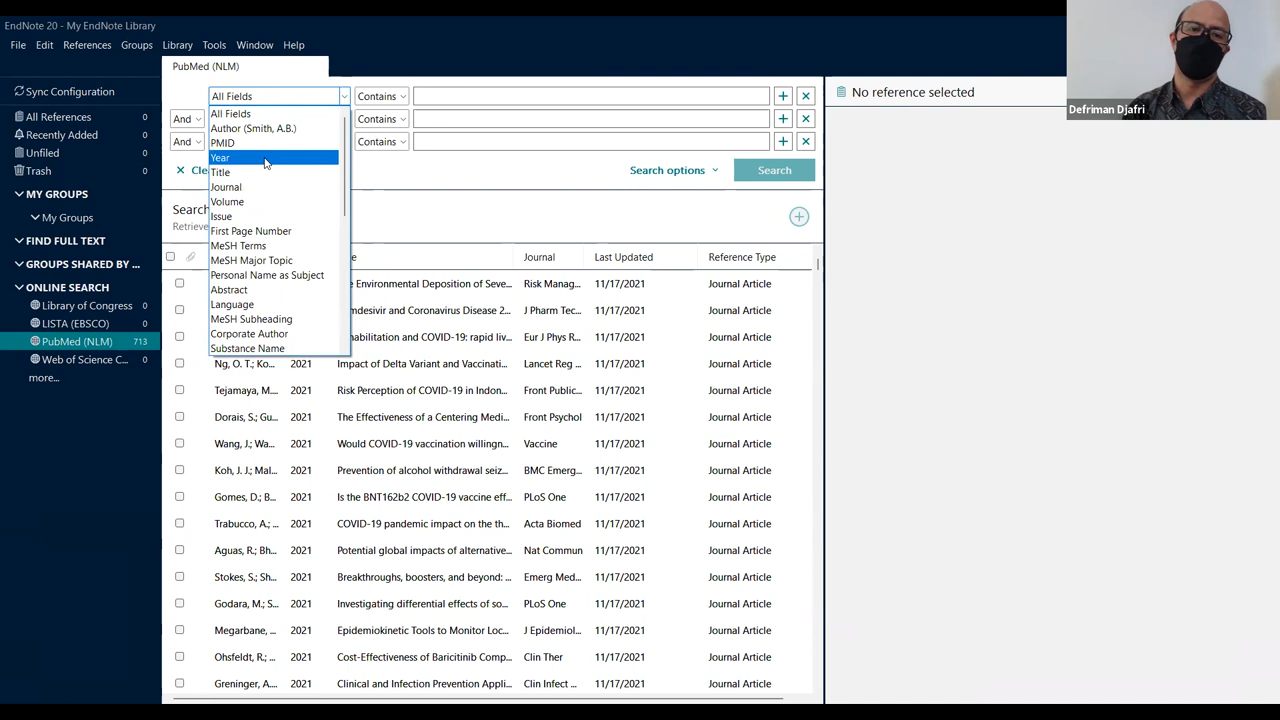 EndNote 20 - My EndNote Library
File Edit References Groups Library Tools Window Help
PubMed (NLM)
Defriman Djafri
Sync Configuration
All References 0
Recently Added 0
Unfiled 0
Trash 0
MY GROUPS
My Groups
FIND FULL TEXT
GROUPS SHARED BY ...
ONLINE SEARCH
Library of Congress 0
LISTA (EBSCO) 0
PubMed (NLM) 713
Web of Science C... 0
more...
All Fields Contains
And Contains
And Contains
All Fields
Author (Smith, A.B.)
PMID
Year
Title
Journal
Volume
Issue
First Page Number
MeSH Terms
MeSH Major Topic
Personal Name as Subject
Abstract
Language
MeSH Subheading
Corporate Author
Substance Name
Search options Search
Journal Last Updated Reference Type
Risk Manag... 11/17/2021 Journal Article
J Pharm Tec... 11/17/2021 Journal Article
Eur J Phys R... 11/17/2021 Journal Article
Ng, O. T.; Ko... 2021 Impact of Delta Variant and Vaccinati... Lancet Reg ... 11/17/2021 Journal Article
Tejamaya, M.... 2021 Risk Perception of COVID-19 in Indon... Front Public... 11/17/2021 Journal Article
Dorais, S.; Gu... 2021 The Effectiveness of a Centering Medi... Front Psychol 11/17/2021 Journal Article
Wang, J.; Wa... 2021 Would COVID-19 vaccination willingn... Vaccine 11/17/2021 Journal Article
Koh, J. J.; Mal... 2021 Prevention of alcohol withdrawal seiz... BMC Emerg... 11/17/2021 Journal Article
Gomes, D.; B... 2021 Is the BNT162b2 COVID-19 vaccine eff... PLoS One 11/17/2021 Journal Article
Trabucco, A.; ... 2021 COVID-19 pandemic impact on the th... Acta Biomed 11/17/2021 Journal Article
Aguas, R.; Bh... 2021 Potential global impacts of alternative... Nat Commun 11/17/2021 Journal Article
Stokes, S.; Sh... 2021 Breakthroughs, boosters, and beyond: ... Emerg Med... 11/17/2021 Journal Article
Godara, M.; S... 2021 Investigating differential effects of so... PLoS One 11/17/2021 Journal Article
Megarbane, ... 2021 Epidemiokinetic Tools to Monitor Loc... J Epidemiol... 11/17/2021 Journal Article
Ohsfeldt, R.; ... 2021 Cost-Effectiveness of Baricitinib Comp... Clin Ther 11/17/2021 Journal Article
Greninger, A.... 2021 Clinical and Infection Prevention Appli... Clin Infect ... 11/17/2021 Journal Article
No reference selected